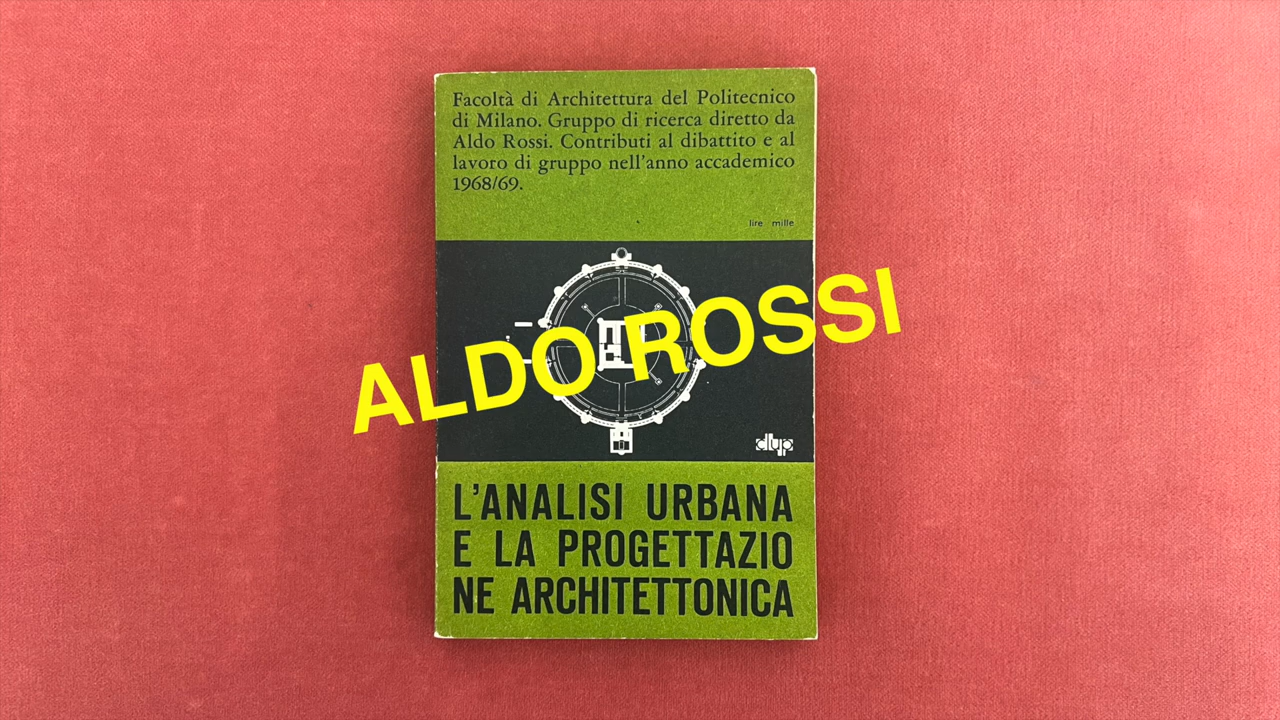 Facoltà di Architettura del Politecnico
di Milano. Gruppo di ricerca diretto da
Aldo Rossi. Contributi al dibattito e al
lavoro di gruppo nell'anno accademico
1968/69.
lire mille
ALDO ROSSI
clup
L'ANALISI URBANA
E LA PROGETTAZIO
NE ARCHITETTONICA